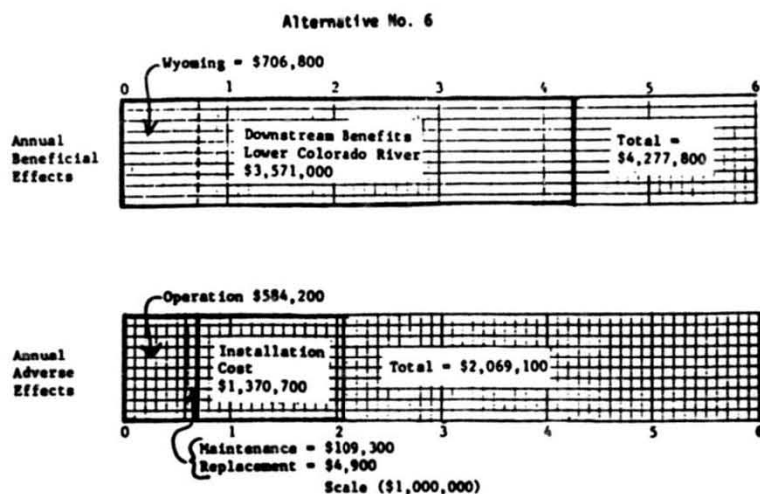 Alternative No. 6
Wyoming = $706,800
0 1 2 3 4 5 6
Annual
Beneficial
Effects
Downstream Benefits
Lower Colorado River
$3,571,000
Total =
$4,277,800
Operation $584,200
Annual
Adverse
Effects
Installation
Cost
$1,370,700
Total = $2,069,100
0 1 2 3 4 5 6
Maintenance = $109,300
Replacement = $4,900
Scale ($1,000,000)